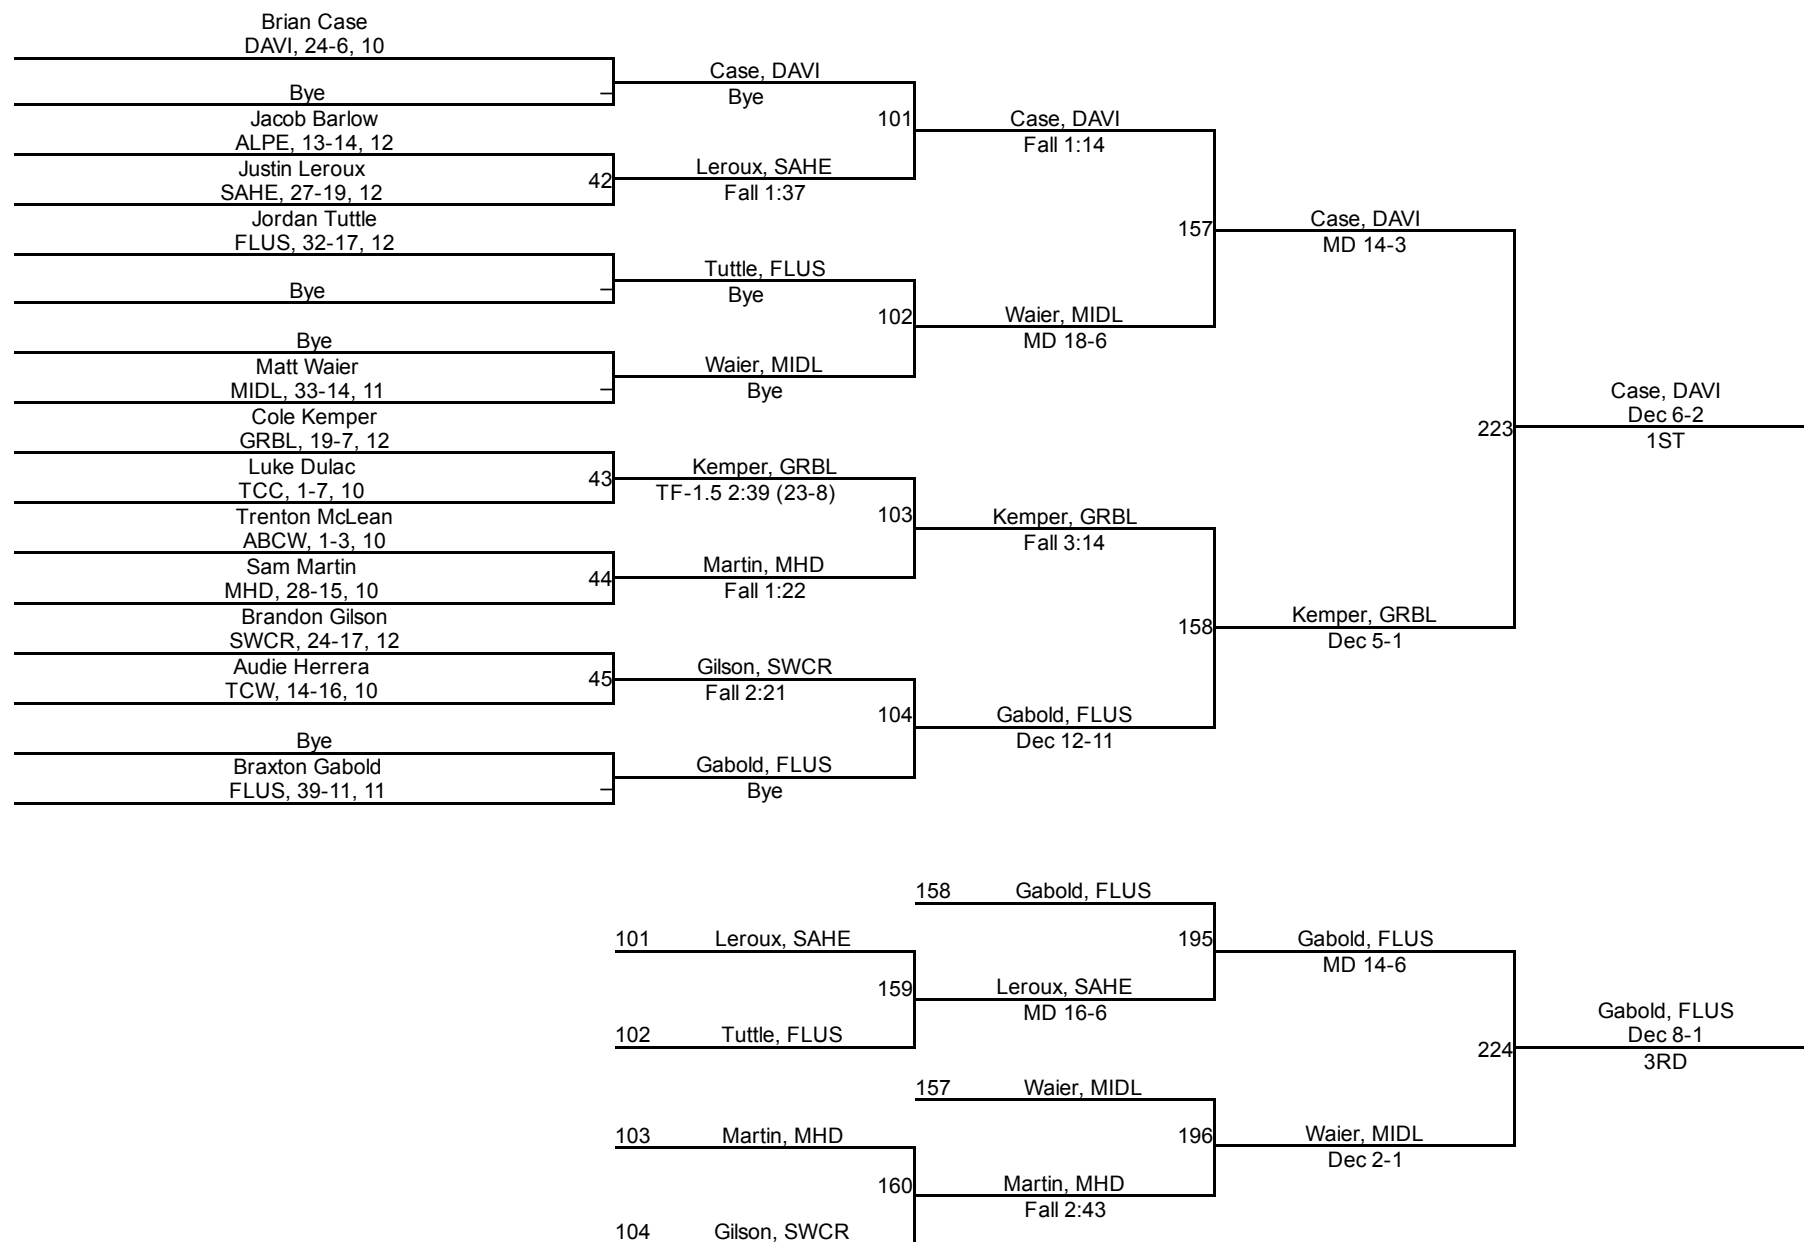 Brian Case
DAVI, 24-6, 10
Bye
Jacob Barlow
ALPE, 13-14, 12
Justin Leroux
SAHE, 27-19, 12
42
Jordan Tuttle
FLUS, 32-17, 12
Bye
Bye
Matt Waier
MIDL, 33-14, 11
Cole Kemper
GRBL, 19-7, 12
Luke Dulac
TCC, 1-7, 10
43
Trenton McLean
ABCW, 1-3, 10
Sam Martin
MHD, 28-15, 10
44
Brandon Gilson
SWCR, 24-17, 12
Audie Herrera
TCW, 14-16, 10
45
Bye
Braxton Gabold
FLUS, 39-11, 11
Case, DAVI
Bye
101
Leroux, SAHE
Fall 1:37
Tuttle, FLUS
Bye
102
Waier, MIDL
Bye
Kemper, GRBL
TF-1.5 2:39 (23-8)
103
Martin, MHD
Fall 1:22
Gilson, SWCR
Fall 2:21
104
Gabold, FLUS
Bye
Case, DAVI
Fall 1:14
157
Waier, MIDL
MD 18-6
Kemper, GRBL
Fall 3:14
158
Gabold, FLUS
Dec 12-11
Case, DAVI
MD 14-3
223
Kemper, GRBL
Dec 5-1
Case, DAVI
Dec 6-2
1ST
101 Leroux, SAHE
159
102 Tuttle, FLUS
103 Martin, MHD
160
104 Gilson, SWCR
158 Gabold, FLUS
195
Leroux, SAHE
MD 16-6
157 Waier, MIDL
196
Martin, MHD
Fall 2:43
Gabold, FLUS
MD 14-6
224
Waier, MIDL
Dec 2-1
Gabold, FLUS
Dec 8-1
3RD